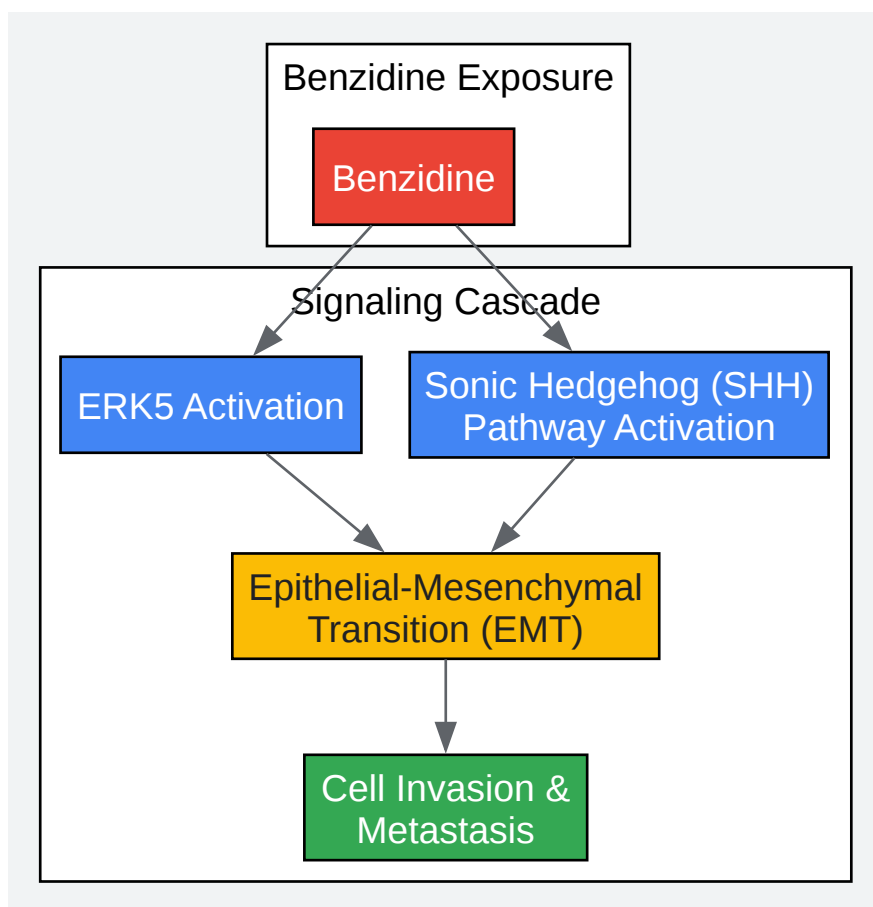 Benzidine Exposure
Benzidine
Signaling Cascade
ERK5 Activation
Sonic Hedgehog (SHH)
Pathway Activation
Epithelial-Mesenchymal
Transition (EMT)
Cell Invasion &
Metastasis